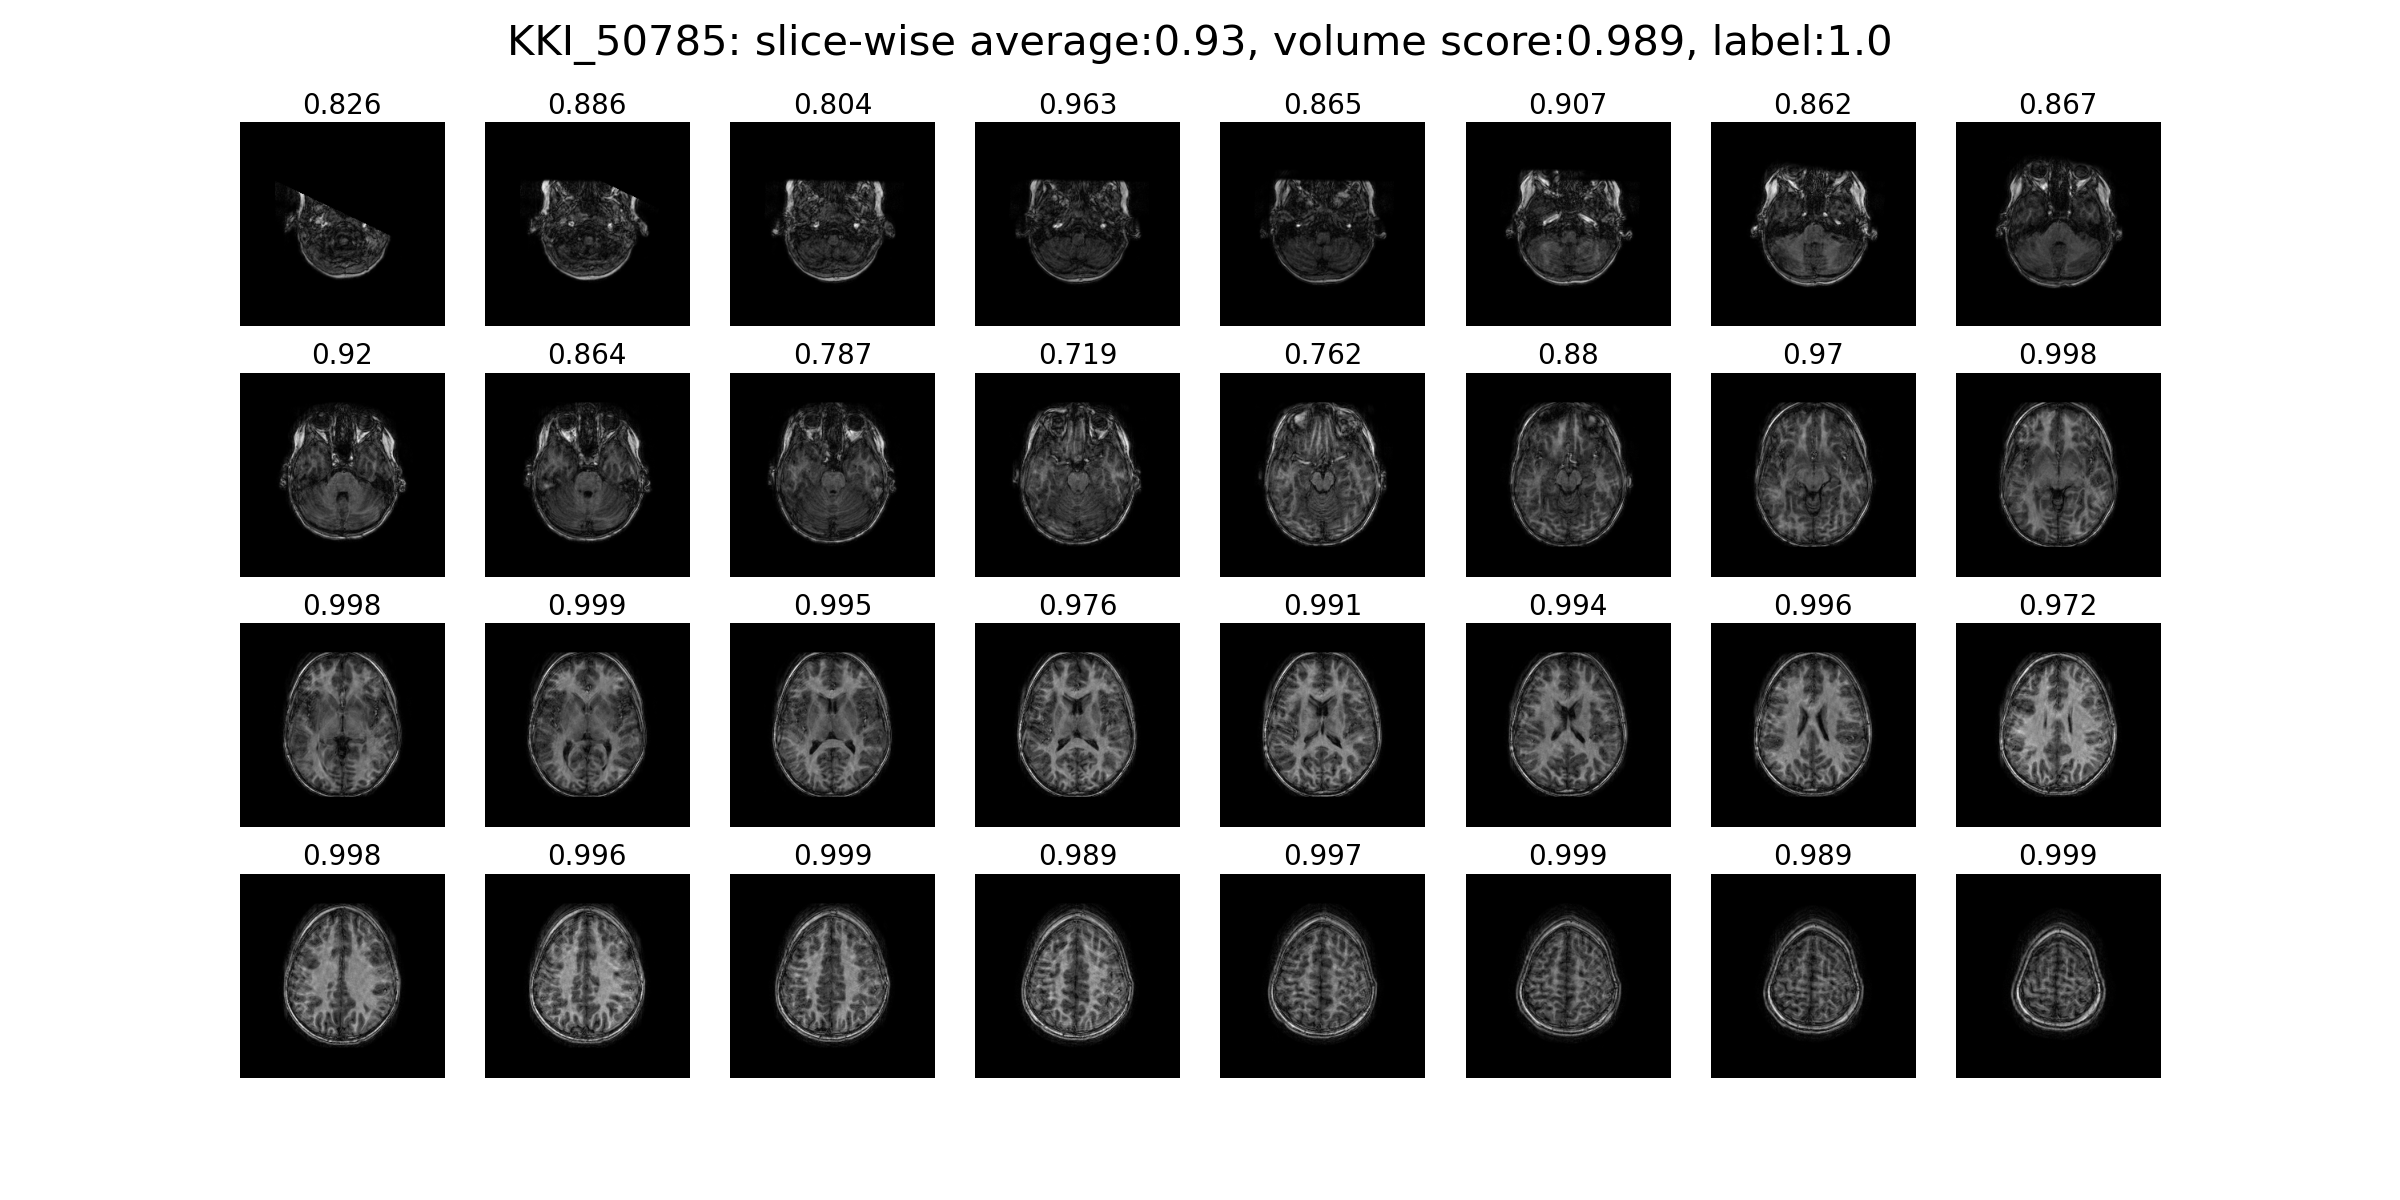 KKI_50785: slice-wise average:0.93, volume score:0.989, label:1.0
0.826 0.886 0.804 0.963 0.865 0.907 0.862 0.867
0.92 0.864 0.787 0.719 0.762 0.88 0.97 0.998
0.998 0.999 0.995 0.976 0.991 0.994 0.996 0.972
0.998 0.996 0.999 0.989 0.997 0.999 0.989 0.999